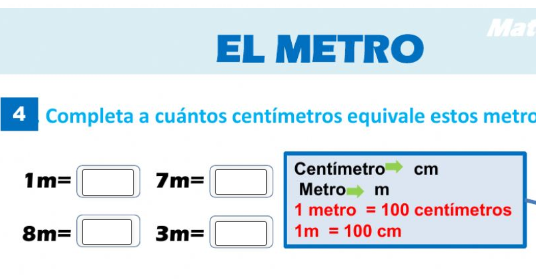 Mat
EL METRO
4 Completa a cuántos centímetros equivale estos metro
1m= 7m=
8m= 3m=
Centímetro cm
Metro m
1 metro = 100 centímetros
1m = 100 cm